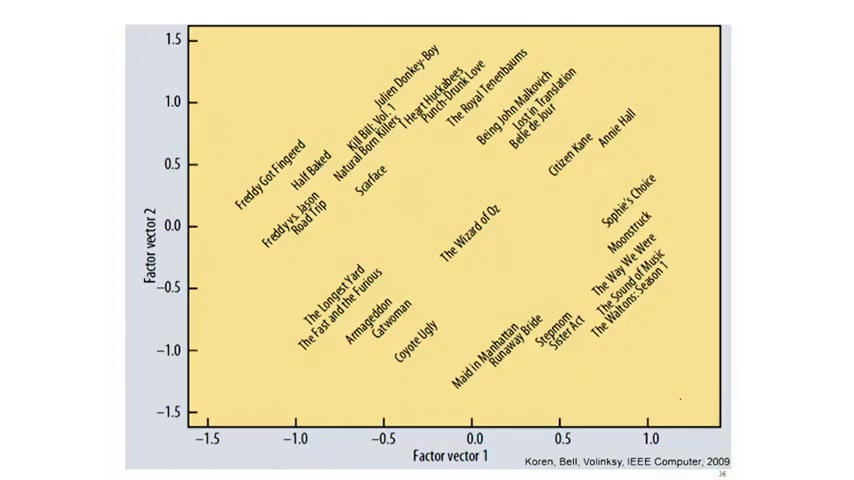 1.5
1.0
0.5
0.0
−0.5
−1.0
−1.5
Factor vector 2
Julien Donkey-Boy
I Heart Huckabees
Punch-Drunk Love
The Royal Tenenbaums
Kill Bill: Vol. 1
Natural Born Killers
Being John Malkovich
Lost in Translation
Belle de Jour
Annie Hall
Citizen Kane
Freddy Got Fingered
Half Baked
Scarface
Freddy vs. Jason
Road Trip
Sophie's Choice
Moonstruck
The Wizard of Oz
The Way We Were
The Sound of Music
The Waltons: Season 1
The Longest Yard
The Fast and the Furious
Armageddon
Catwoman
Coyote Ugly
Maid in Manhattan
Runaway Bride
Stepmom
Sister Act
−1.5 −1.0 −0.5 0.0 0.5 1.0
Factor vector 1
Koren, Bell, Volinksy, IEEE Computer, 2009
36